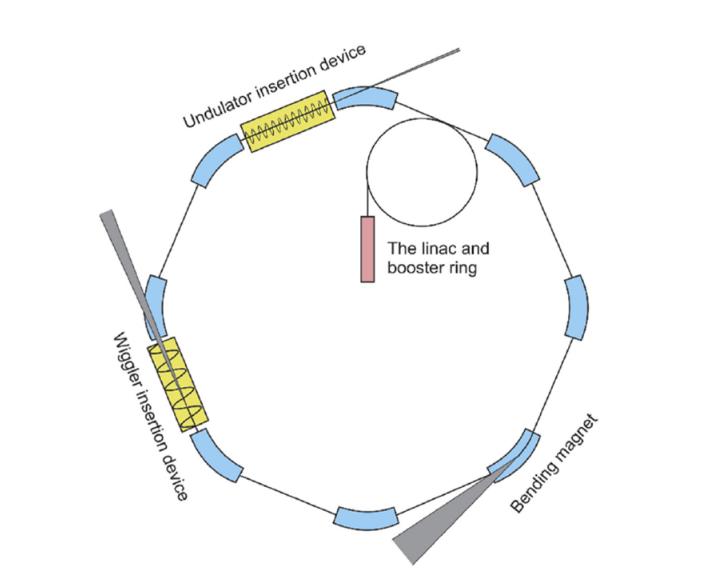 Undulator insertion device
The linac and
booster ring
Wiggler insertion device
Bending magnet